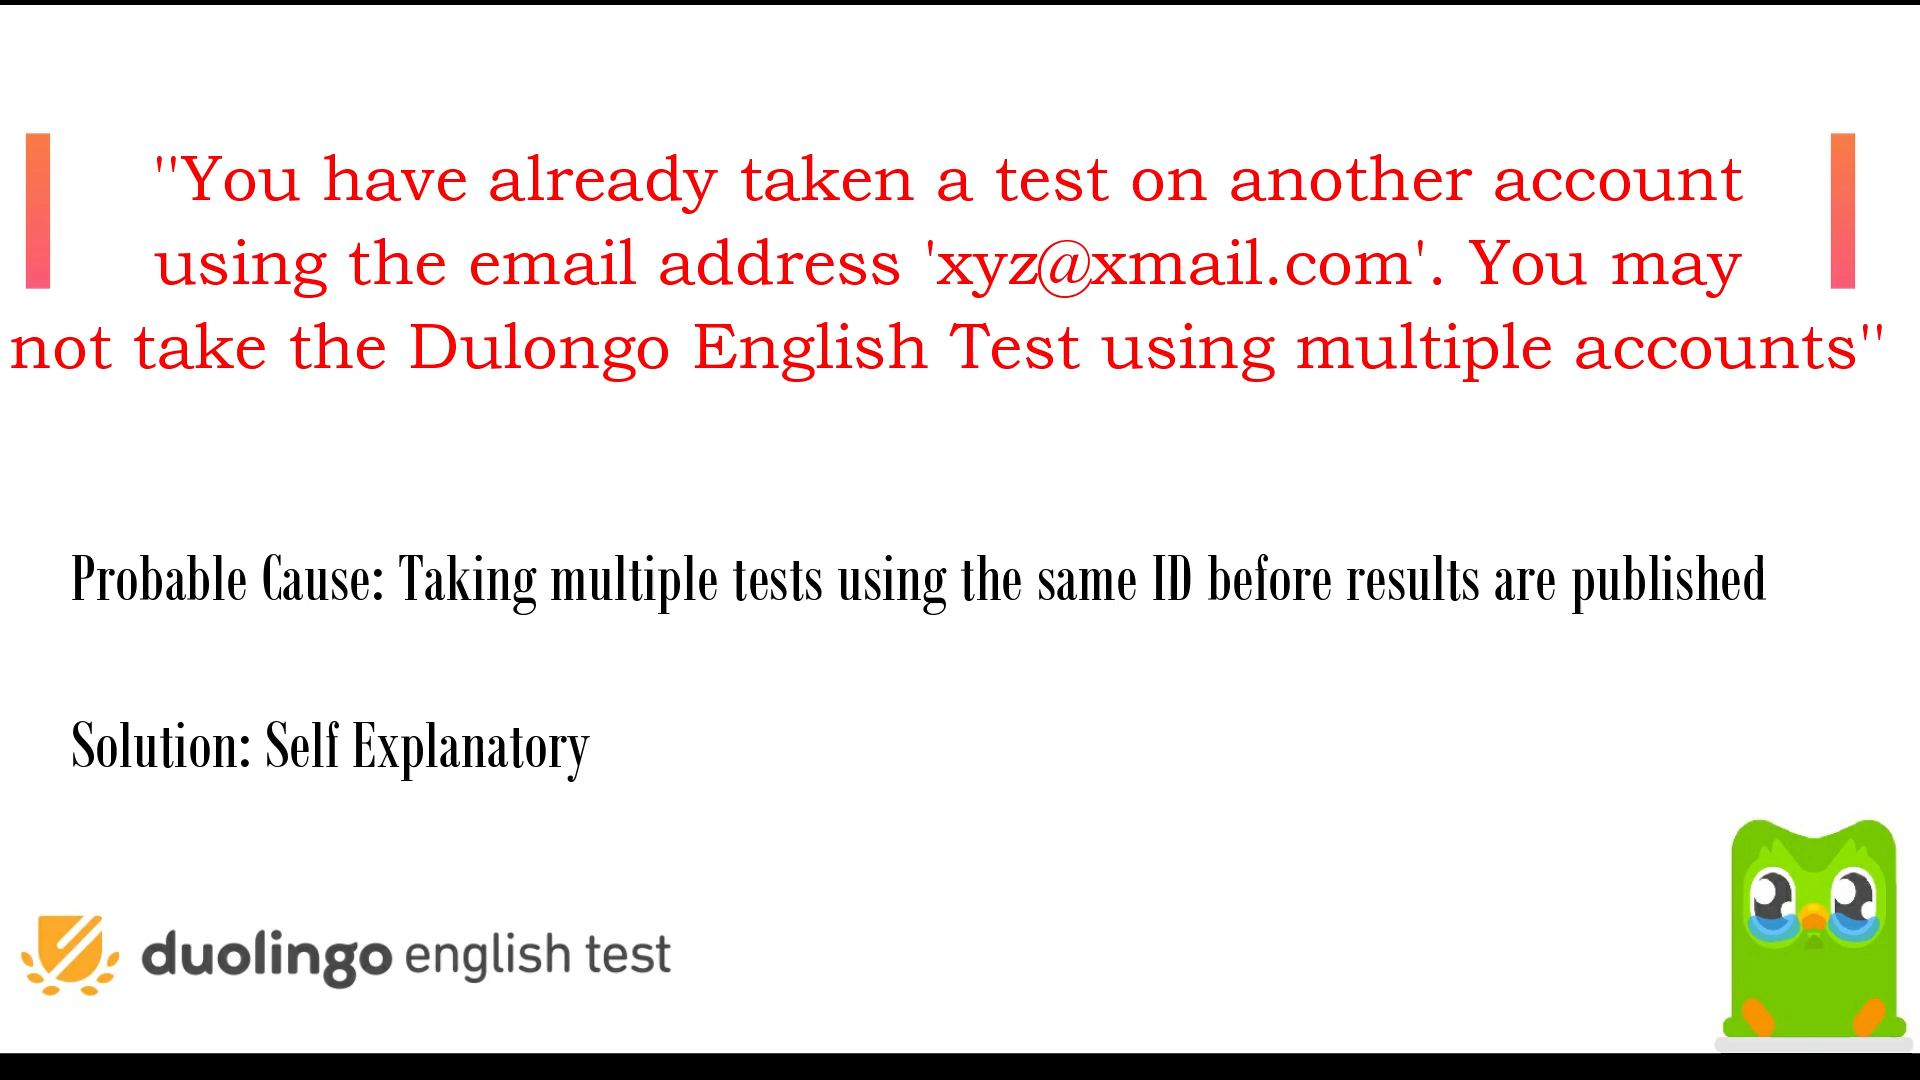 "You have already taken a test on another account
using the email address 'xyz@xmail.com'. You may
not take the Dulongo English Test using multiple accounts"
Probable Cause: Taking multiple tests using the same ID before results are published
Solution: Self Explanatory
duolingo english test